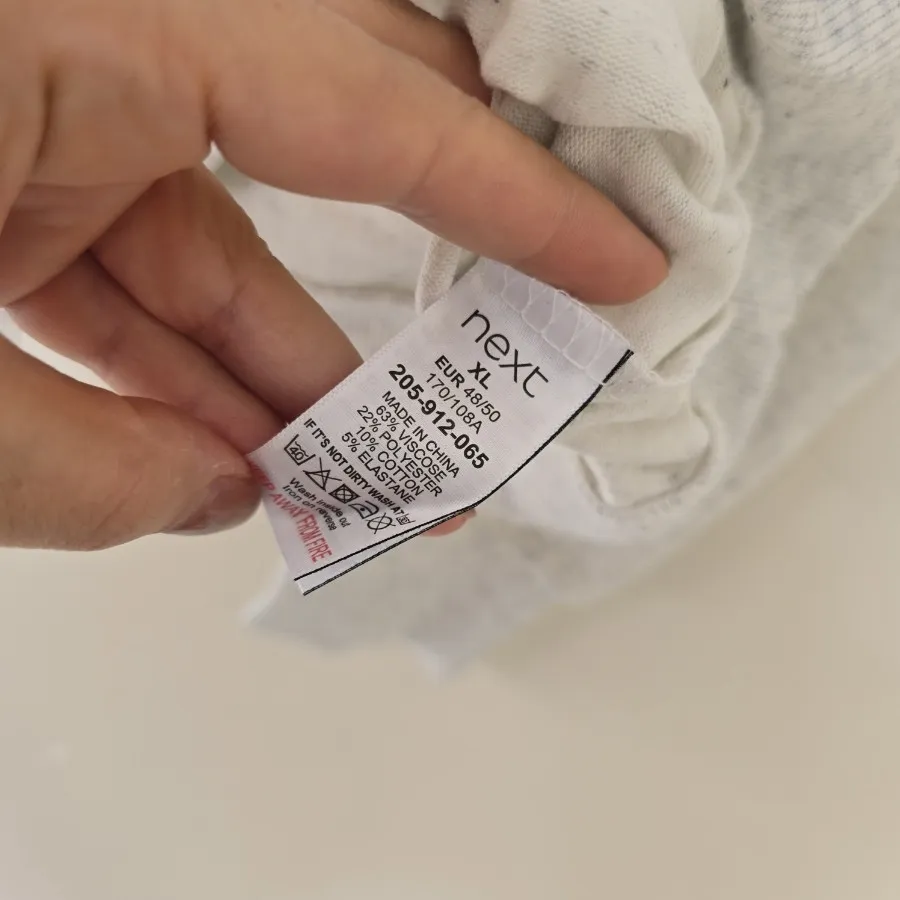 next
XL
EUR 48/50
170/108A
205-912-065
MADE IN CHINA
63% VISCOSE
22% POLYESTER
10% COTTON
5% ELASTANE
IF IT'S NOT DIRTY WASH AT
40
Wash inside out
Iron on reverse
AWAY FROM FIRE